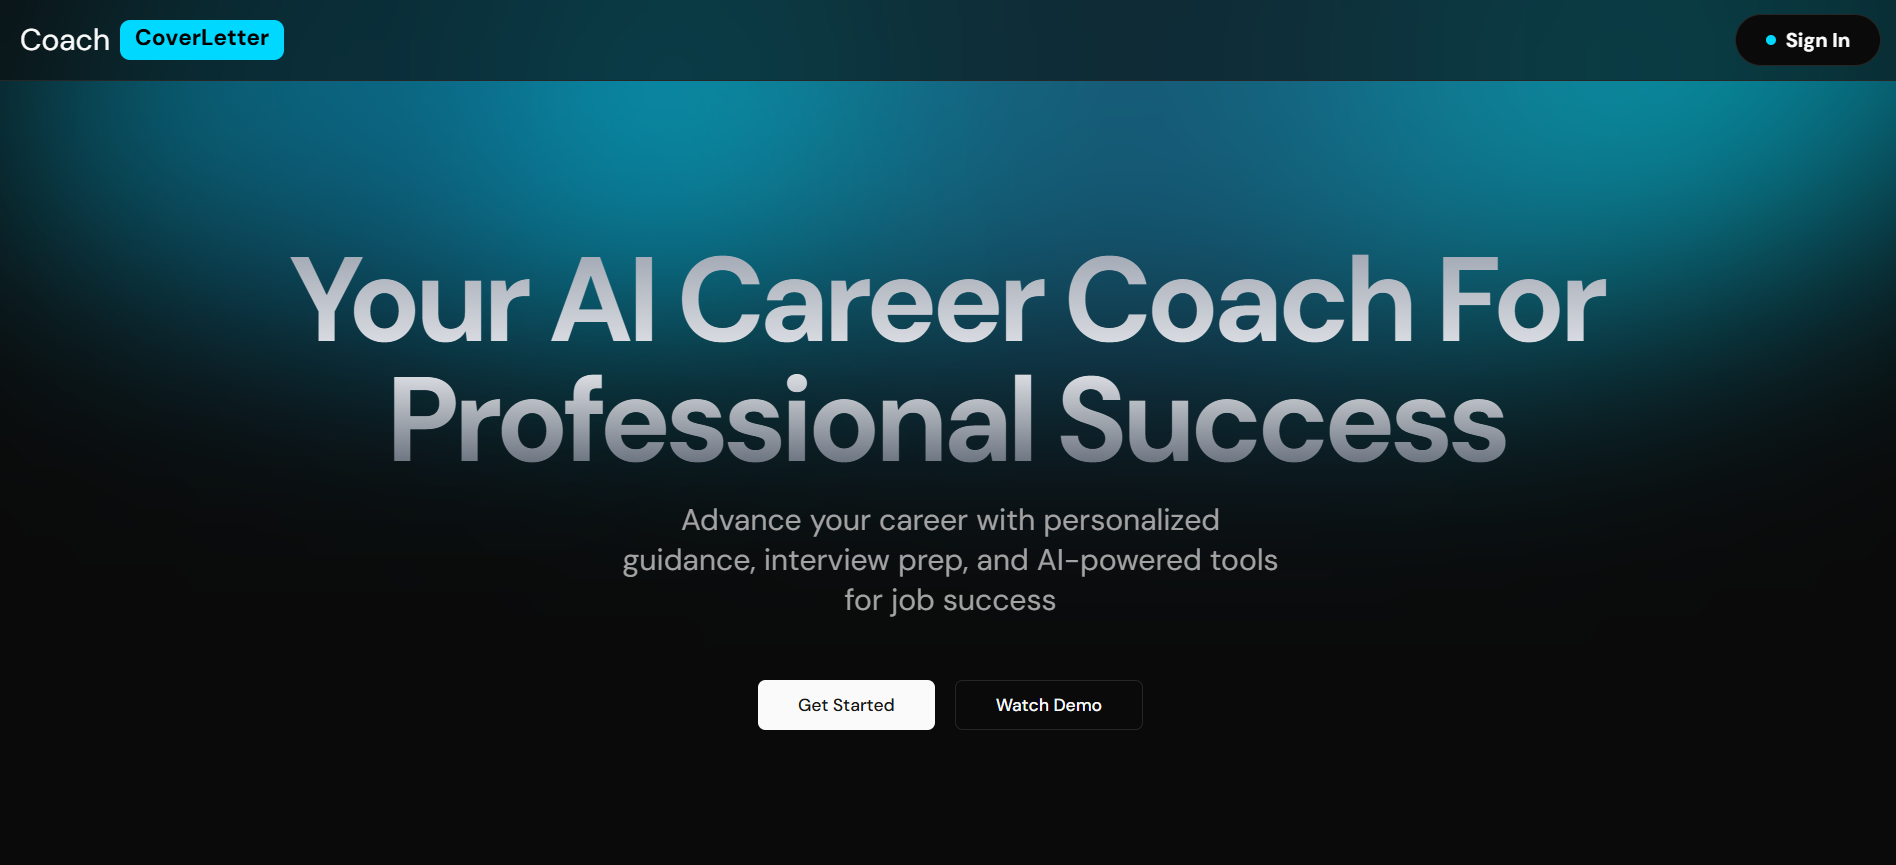 Coach CoverLetter
Sign In
Your AI Career Coach For
Professional Success
Advance your career with personalized
guidance, interview prep, and AI-powered tools
for job success
Get Started
Watch Demo